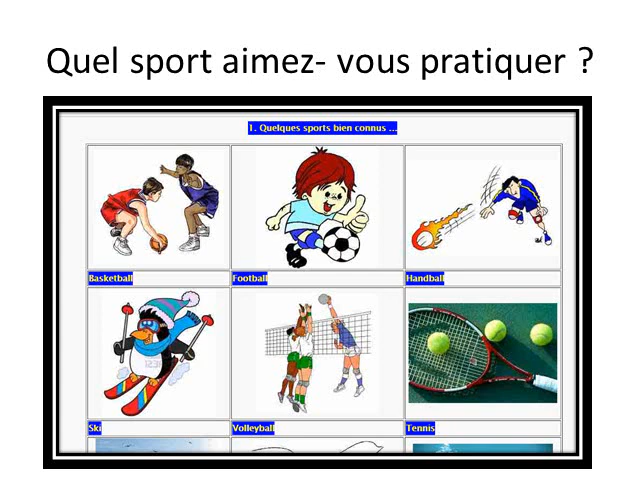 Quel sport aimez- vous pratiquer ?
1. Quelques sports bien connus ...
Basketball Football Handball
Ski Volleyball Tennis